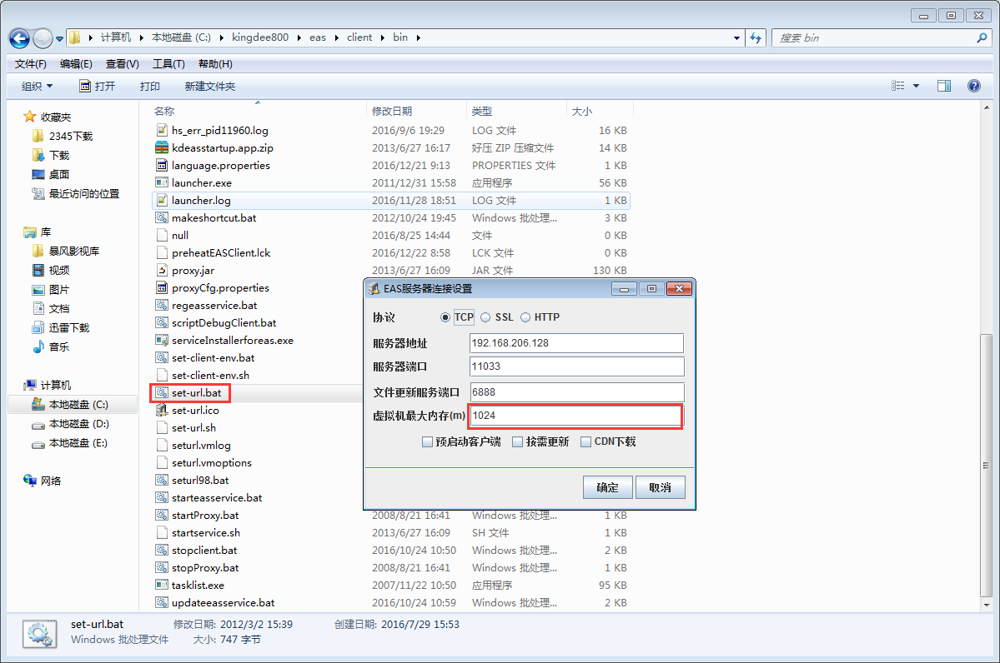 计算机 本地磁盘 (C:) kingdee800 eas client bin
搜索 bin
文件(F) 编辑(E) 查看(V) 工具(T) 帮助(H)
组织 打开 打印 新建文件夹
收藏夹
2345下载
下载
桌面
最近访问的位置
库
暴风影视库
视频
图片
文档
迅雷下载
音乐
计算机
本地磁盘 (C:)
本地磁盘 (D:)
本地磁盘 (E:)
网络
名称 修改日期 类型 大小
hs_err_pid11960.log 2016/9/6 19:29 LOG 文件 16 KB
kdeasstartup.app.zip 2013/6/27 16:17 好压 ZIP 压缩文件 14 KB
language.properties 2016/12/21 9:13 PROPERTIES 文件 1 KB
launcher.exe 2011/12/31 15:58 应用程序 56 KB
launcher.log 2016/11/28 18:51 LOG 文件 1 KB
makeshortcut.bat 2012/10/24 19:45 Windows 批处理... 3 KB
null 2016/8/25 14:44 文件 0 KB
preheatEASClient.lck 2016/12/22 8:58 LCK 文件 0 KB
proxy.jar 2013/6/27 16:09 JAR 文件 130 KB
proxyCfg.properties
regeasservice.bat
scriptDebugClient.bat
serviceInstallerforeas.exe
set-client-env.bat
set-client-env.sh
set-url.bat
set-url.ico
set-url.sh
seturl.vmlog
seturl.vmoptions
seturl98.bat
starteasservice.bat
startProxy.bat 2008/8/21 16:41 Windows 批处理... 1 KB
startservice.sh 2013/6/27 16:09 SH 文件 1 KB
stopclient.bat 2016/10/24 10:50 Windows 批处理... 2 KB
stopProxy.bat 2008/8/21 16:41 Windows 批处理... 1 KB
tasklist.exe 2007/11/22 10:50 应用程序 95 KB
updateeasservice.bat 2016/10/24 10:59 Windows 批处理... 2 KB
EAS服务器连接设置
协议 TCP SSL HTTP
服务器地址 192.168.206.128
服务器端口 11033
文件更新服务端口 6888
虚拟机最大内存(m) 1024
预启动客户端 按需更新 CDN下载
确定 取消
set-url.bat 修改日期: 2012/3/2 15:39 创建日期: 2016/7/29 15:53
Windows 批处理文件 大小: 747 字节